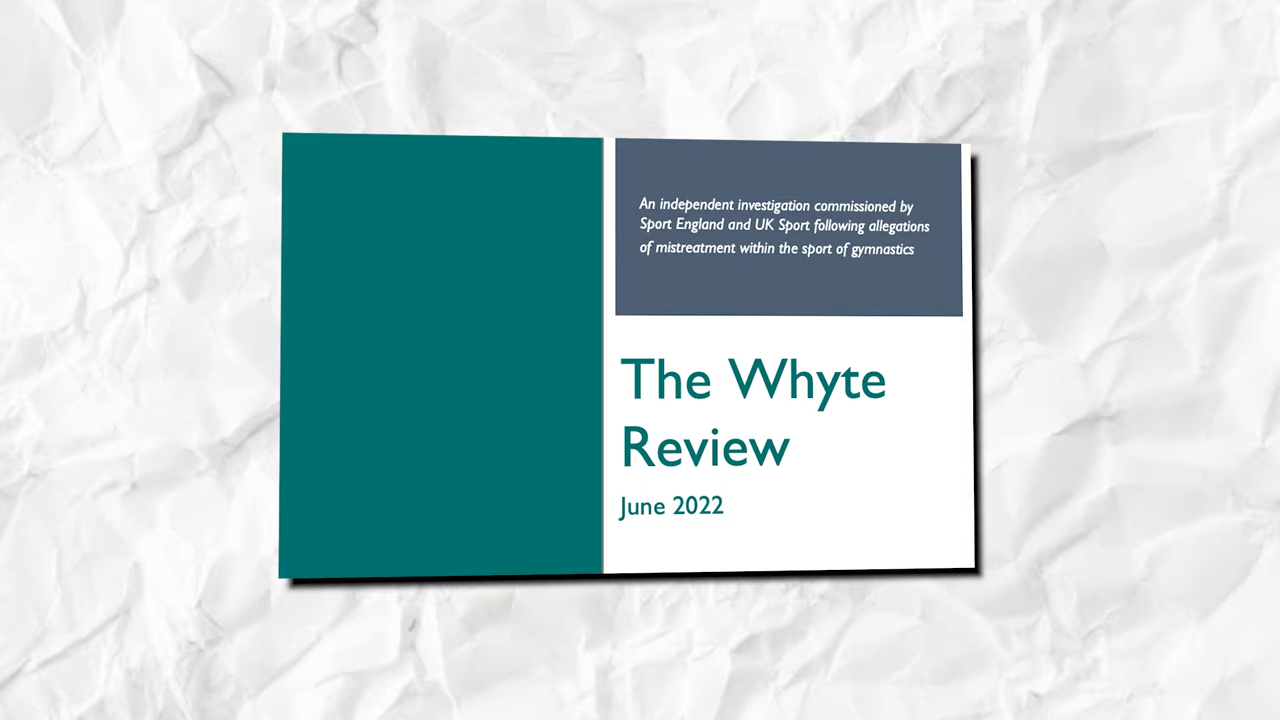 An independent investigation commissioned by
Sport England and UK Sport following allegations
of mistreatment within the sport of gymnastics
The Whyte
Review
June 2022